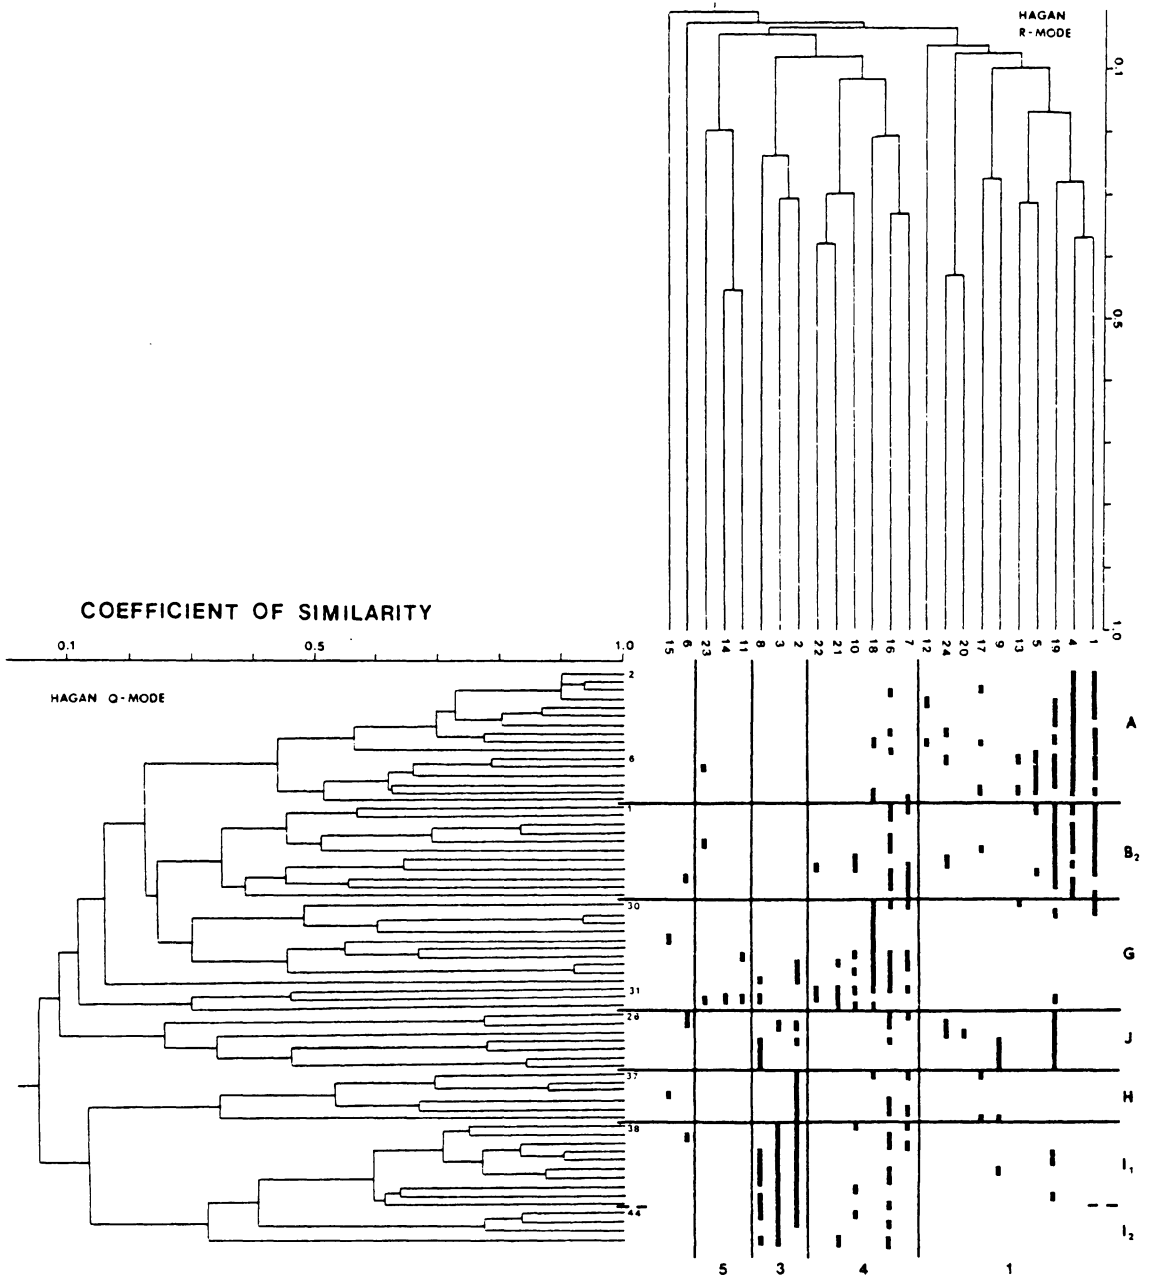 HAGAN
R-MODE
0.1
0.5
1.0
COEFFICIENT OF SIMILARITY
0.1 0.5 1.0
15 6 23 14 11 8 3 2 22 21 10 18 16 7 12 24 20 17 9 13 5 19 4 1
HAGAN Q-MODE
2
A
6
1
B2
30
G
31
J
37
H
38
I1
44
I2
5 3 4 1